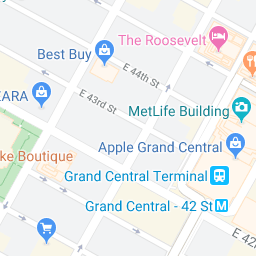 The Roosevelt
Best Buy
E 44th St
E 43rd St
ZARA
MetLife Building
Apple Grand Central
ke Boutique
Grand Central Terminal
Grand Central - 42 St
M
E 42